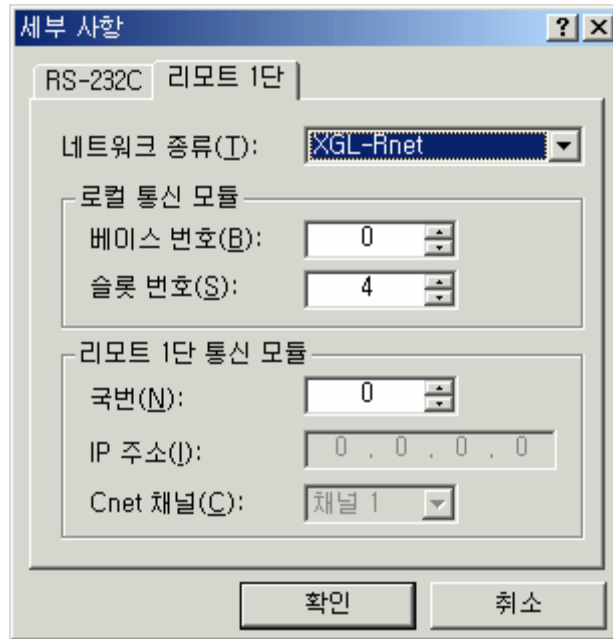 세부 사항
RS-232C 리모트 1단
네트워크 종류(T): XGL-Rnet
로컬 통신 모듈
베이스 번호(B): 0
슬롯 번호(S): 4
리모트 1단 통신 모듈
국번(N): 0
IP 주소(I): 0 . 0 . 0 . 0
Cnet 채널(C): 채널 1
확인 취소